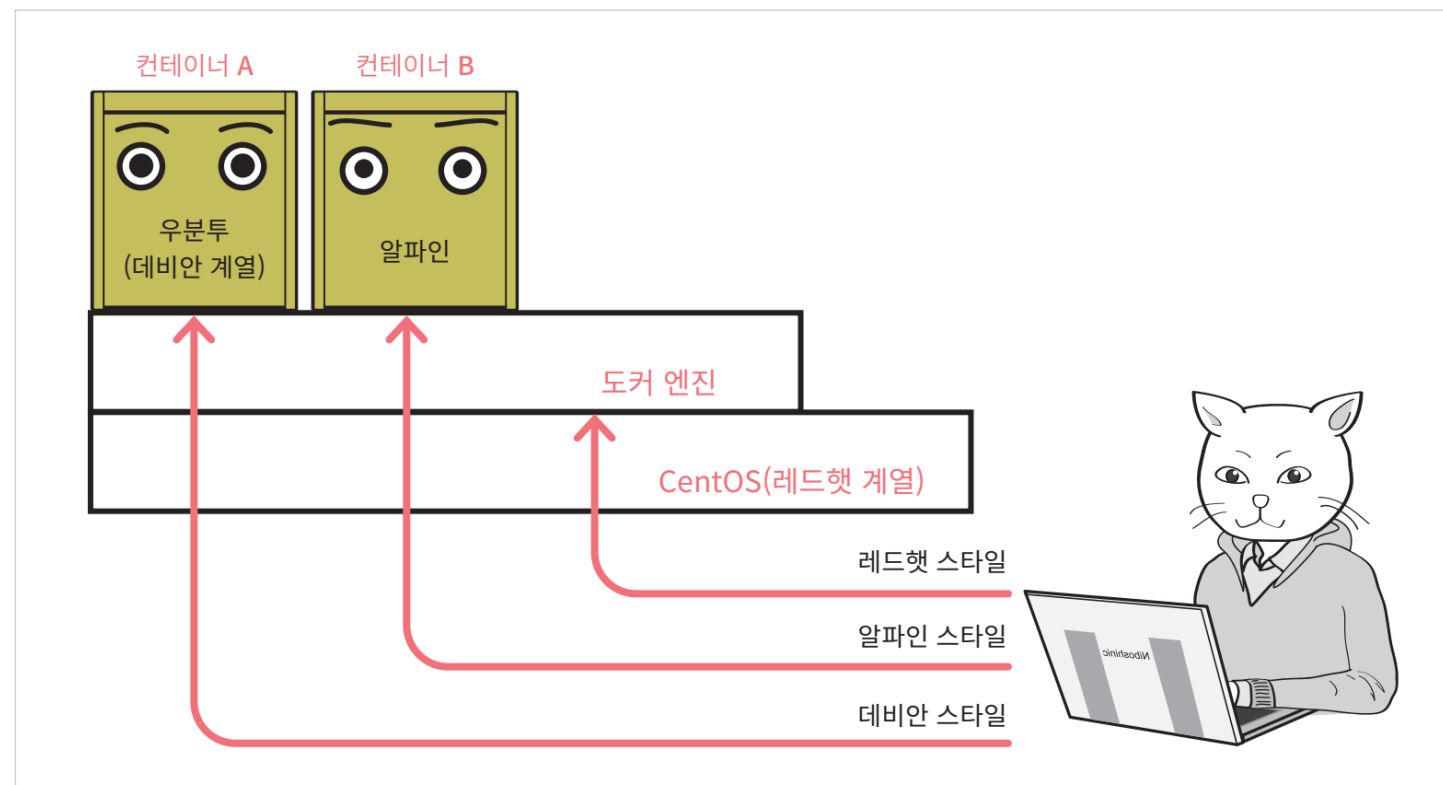 컨테이너 A
컨테이너 B
우분투
(데비안 계열)
알파인
도커 엔진
CentOS(레드햇 계열)
레드햇 스타일
알파인 스타일
데비안 스타일
Niboshinic